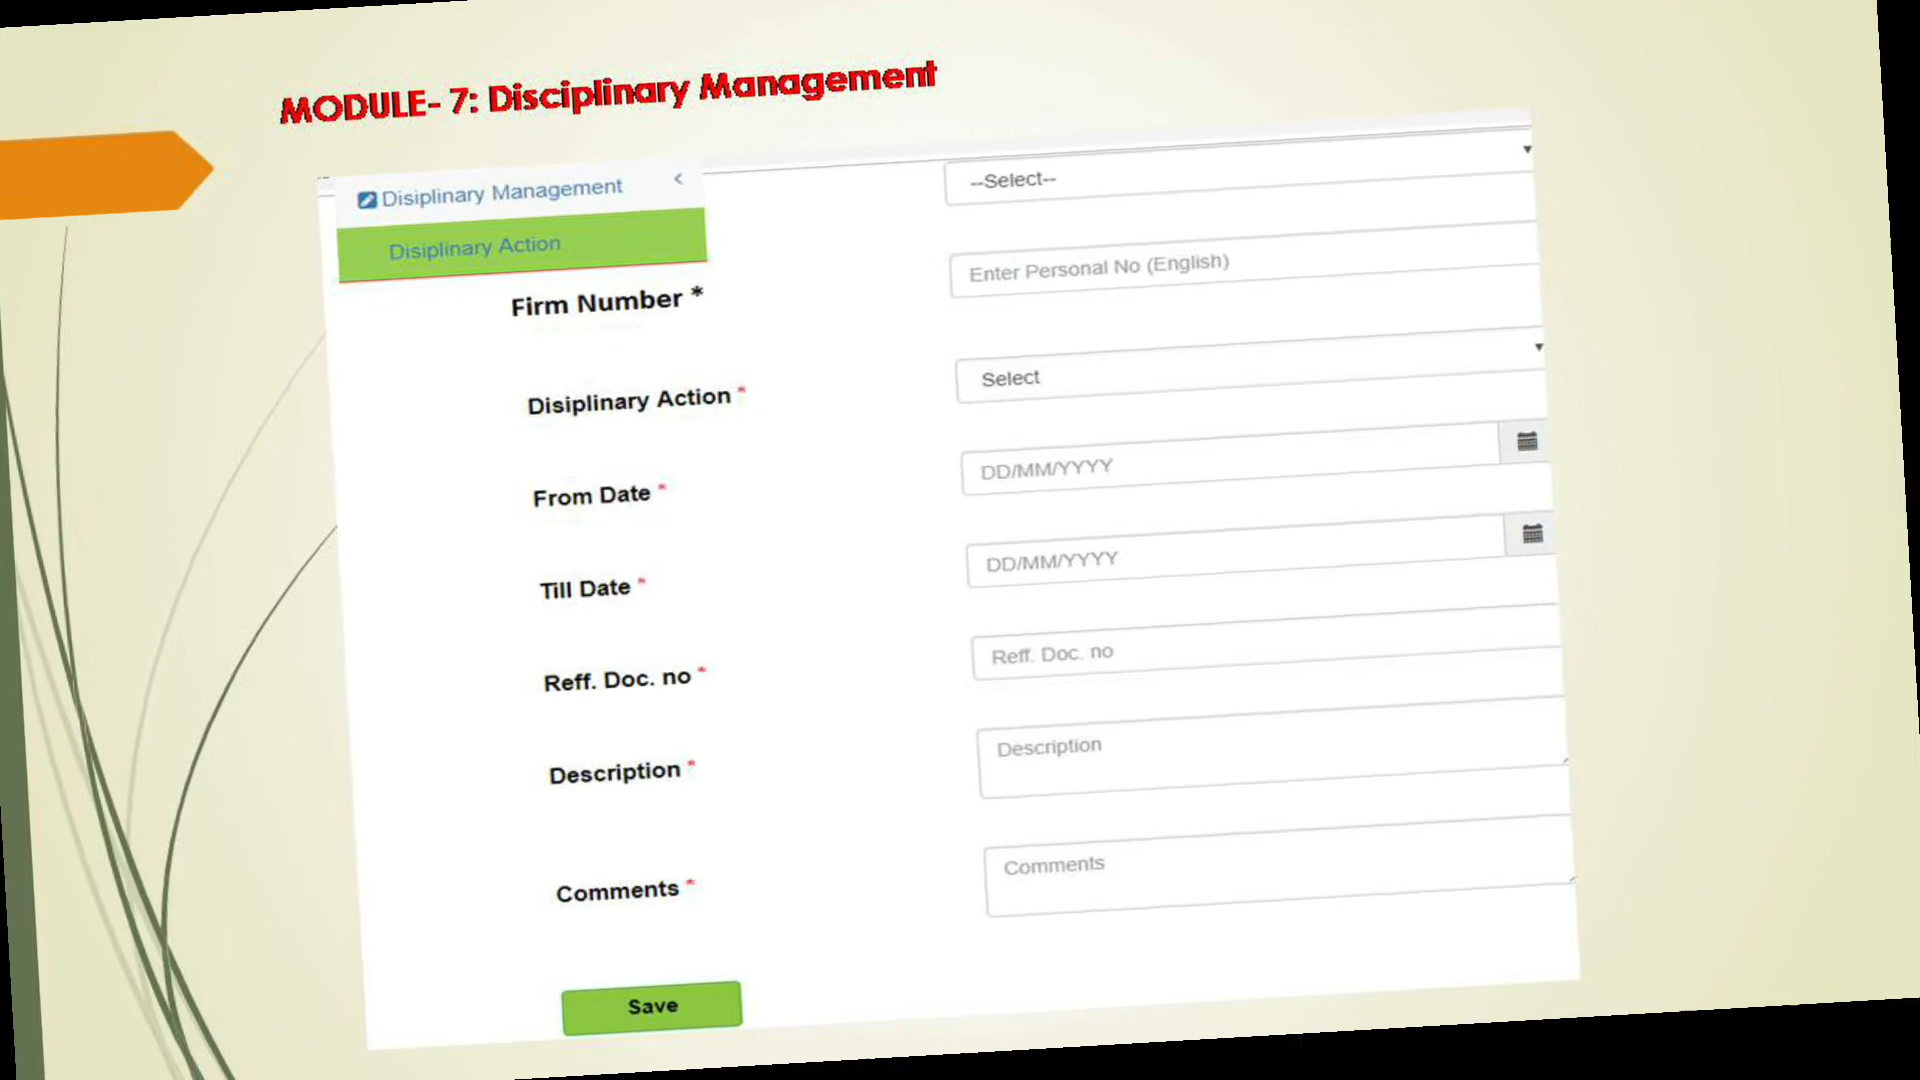 MODULE- 7: Disciplinary Management
Disiplinary Management <
--Select--
Disiplinary Action
Enter Personal No (English)
Firm Number *
Disiplinary Action * Select
From Date * DD/MM/YYYY
Till Date * DD/MM/YYYY
Reff. Doc. no * Reff. Doc. no
Description * Description
Comments * Comments
Save